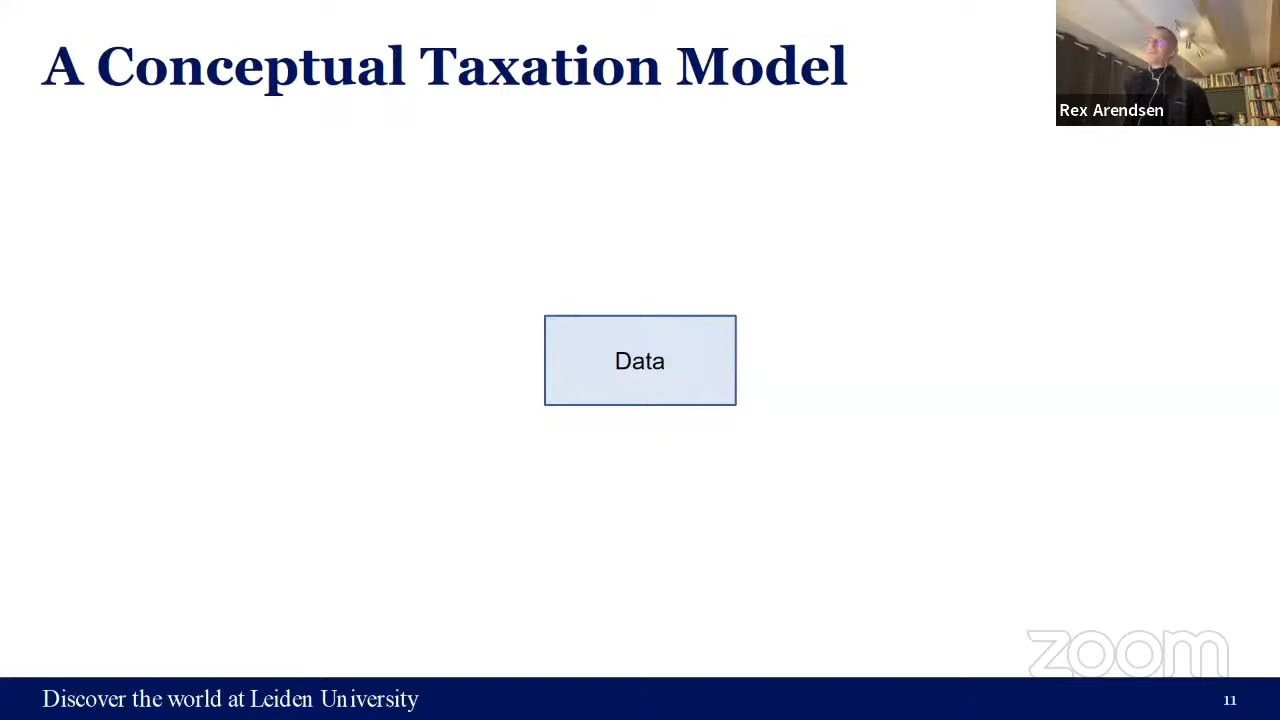 A Conceptual Taxation Model
Rex Arendsen
Data
zoom
Discover the world at Leiden University
11